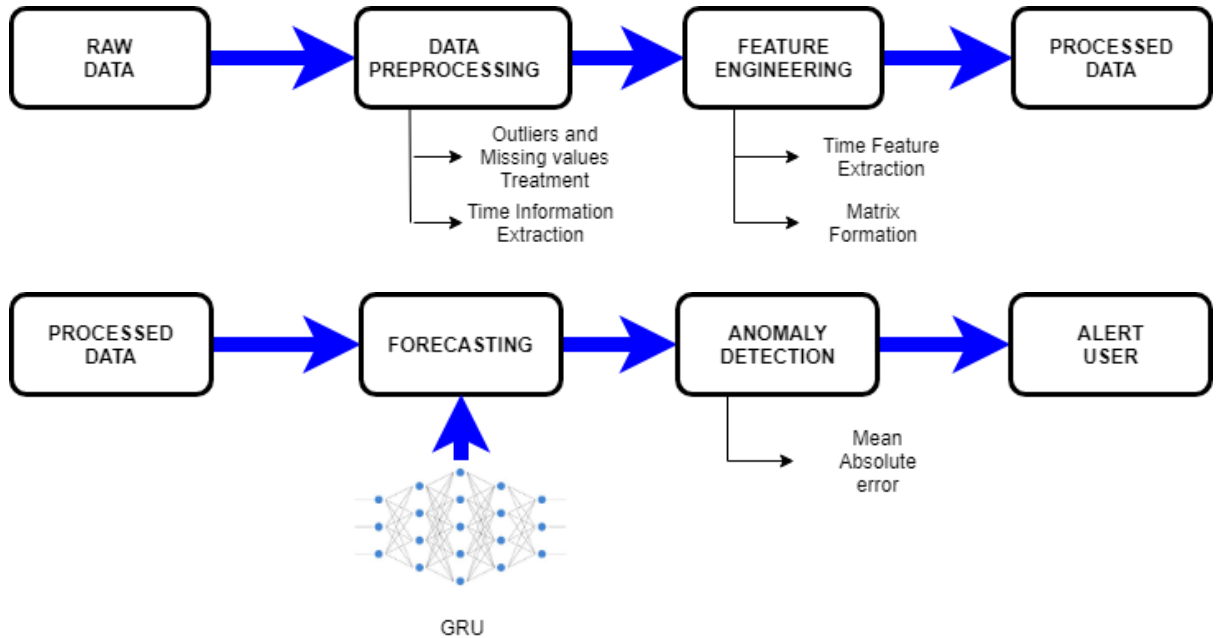 RAW
DATA
DATA
PREPROCESSING
FEATURE
ENGINEERING
PROCESSED
DATA
Outliers and
Missing values
Treatment
Time Information
Extraction
Time Feature
Extraction
Matrix
Formation
PROCESSED
DATA
FORECASTING
ANOMALY
DETECTION
ALERT
USER
Mean
Absolute
error
GRU